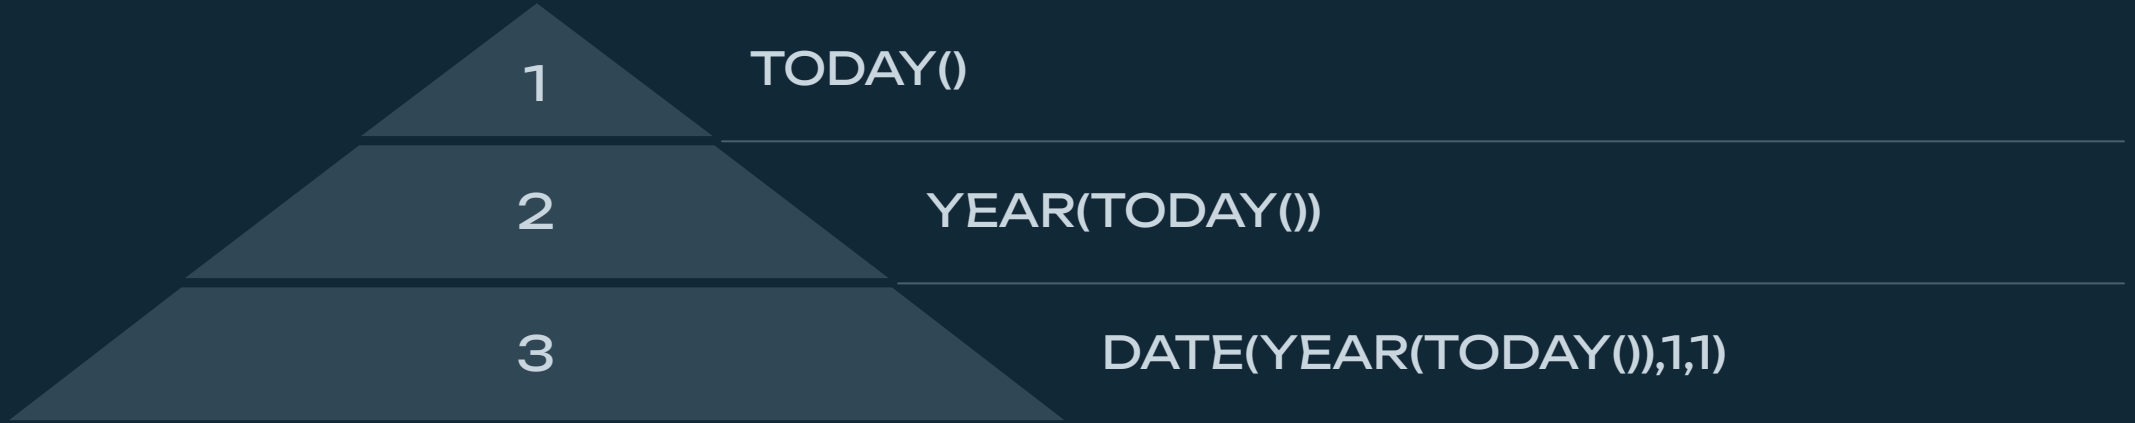 1
TODAY()
2
YEAR(TODAY())
3
DATE(YEAR(TODAY()),1,1)